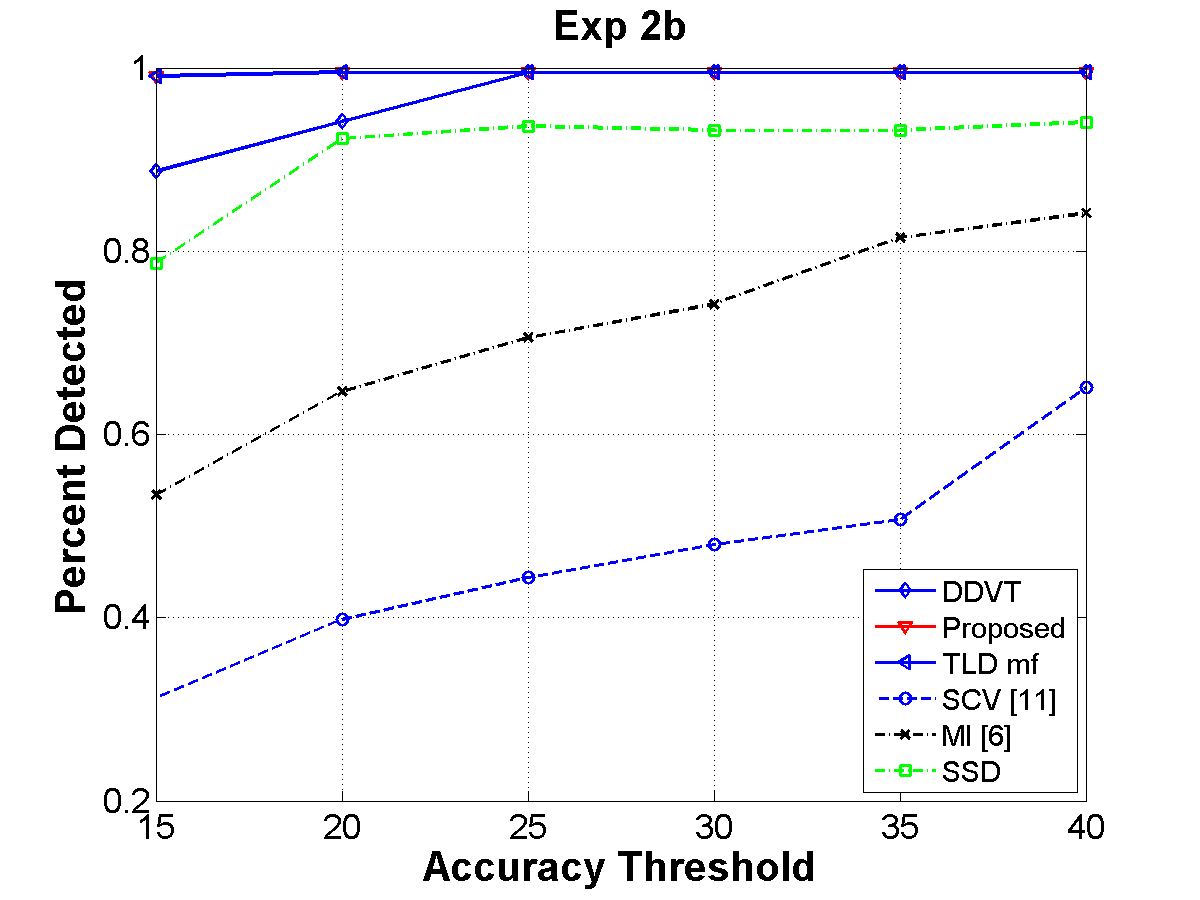 Exp 2b
1
0.8
0.6
0.4
0.2
Percent Detected
DDVT
Proposed
TLD mf
SCV [11]
MI [6]
SSD
15 20 25 30 35 40
Accuracy Threshold